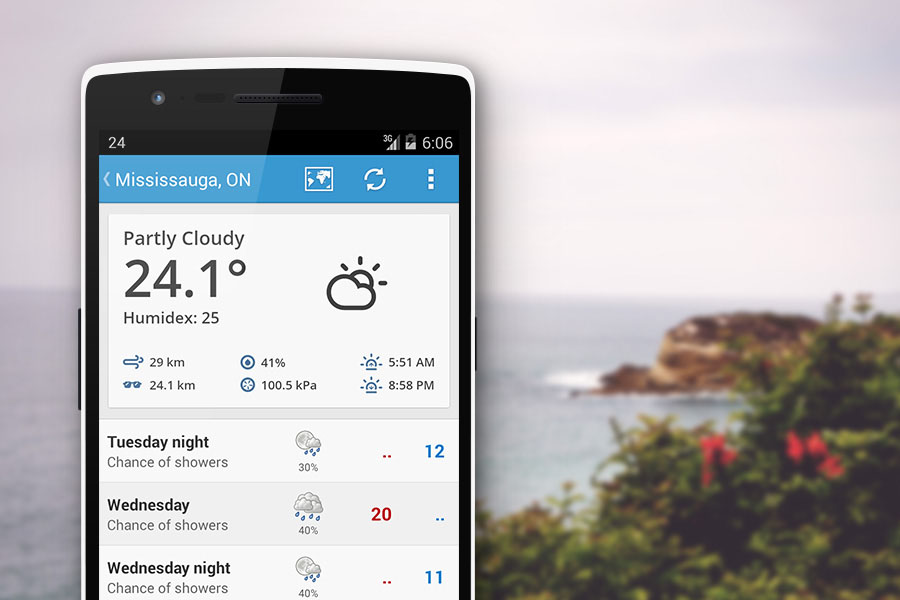 24 3G 6:06
Mississauga, ON
Partly Cloudy
24.1°
Humidex: 25
29 km 41% 5:51 AM
24.1 km 100.5 kPa 8:58 PM
Tuesday night
Chance of showers
30%
.. 12
Wednesday
Chance of showers
40%
20 ..
Wednesday night
Chance of showers
40%
.. 11